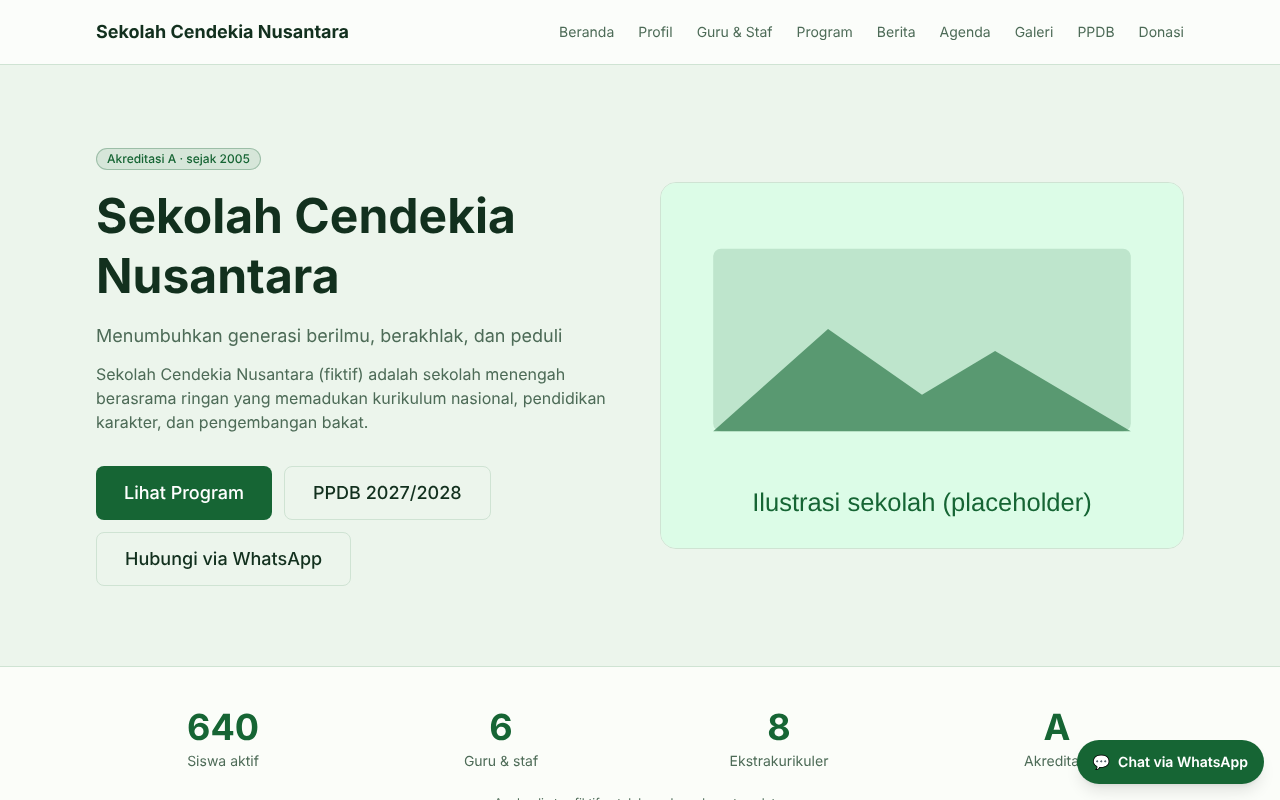 Sekolah Cendekia Nusantara
Beranda Profil Guru & Staf Program Berita Agenda Galeri PPDB Donasi
Akreditasi A · sejak 2005
Sekolah Cendekia
Nusantara
Menumbuhkan generasi berilmu, berakhlak, dan peduli
Sekolah Cendekia Nusantara (fiktif) adalah sekolah menengah
berasrama ringan yang memadukan kurikulum nasional, pendidikan
karakter, dan pengembangan bakat.
Lihat Program
PPDB 2027/2028
Hubungi via WhatsApp
Ilustrasi sekolah (placeholder)
640
Siswa aktif
6
Guru & staf
8
Ekstrakurikuler
A
💬 Chat via WhatsApp